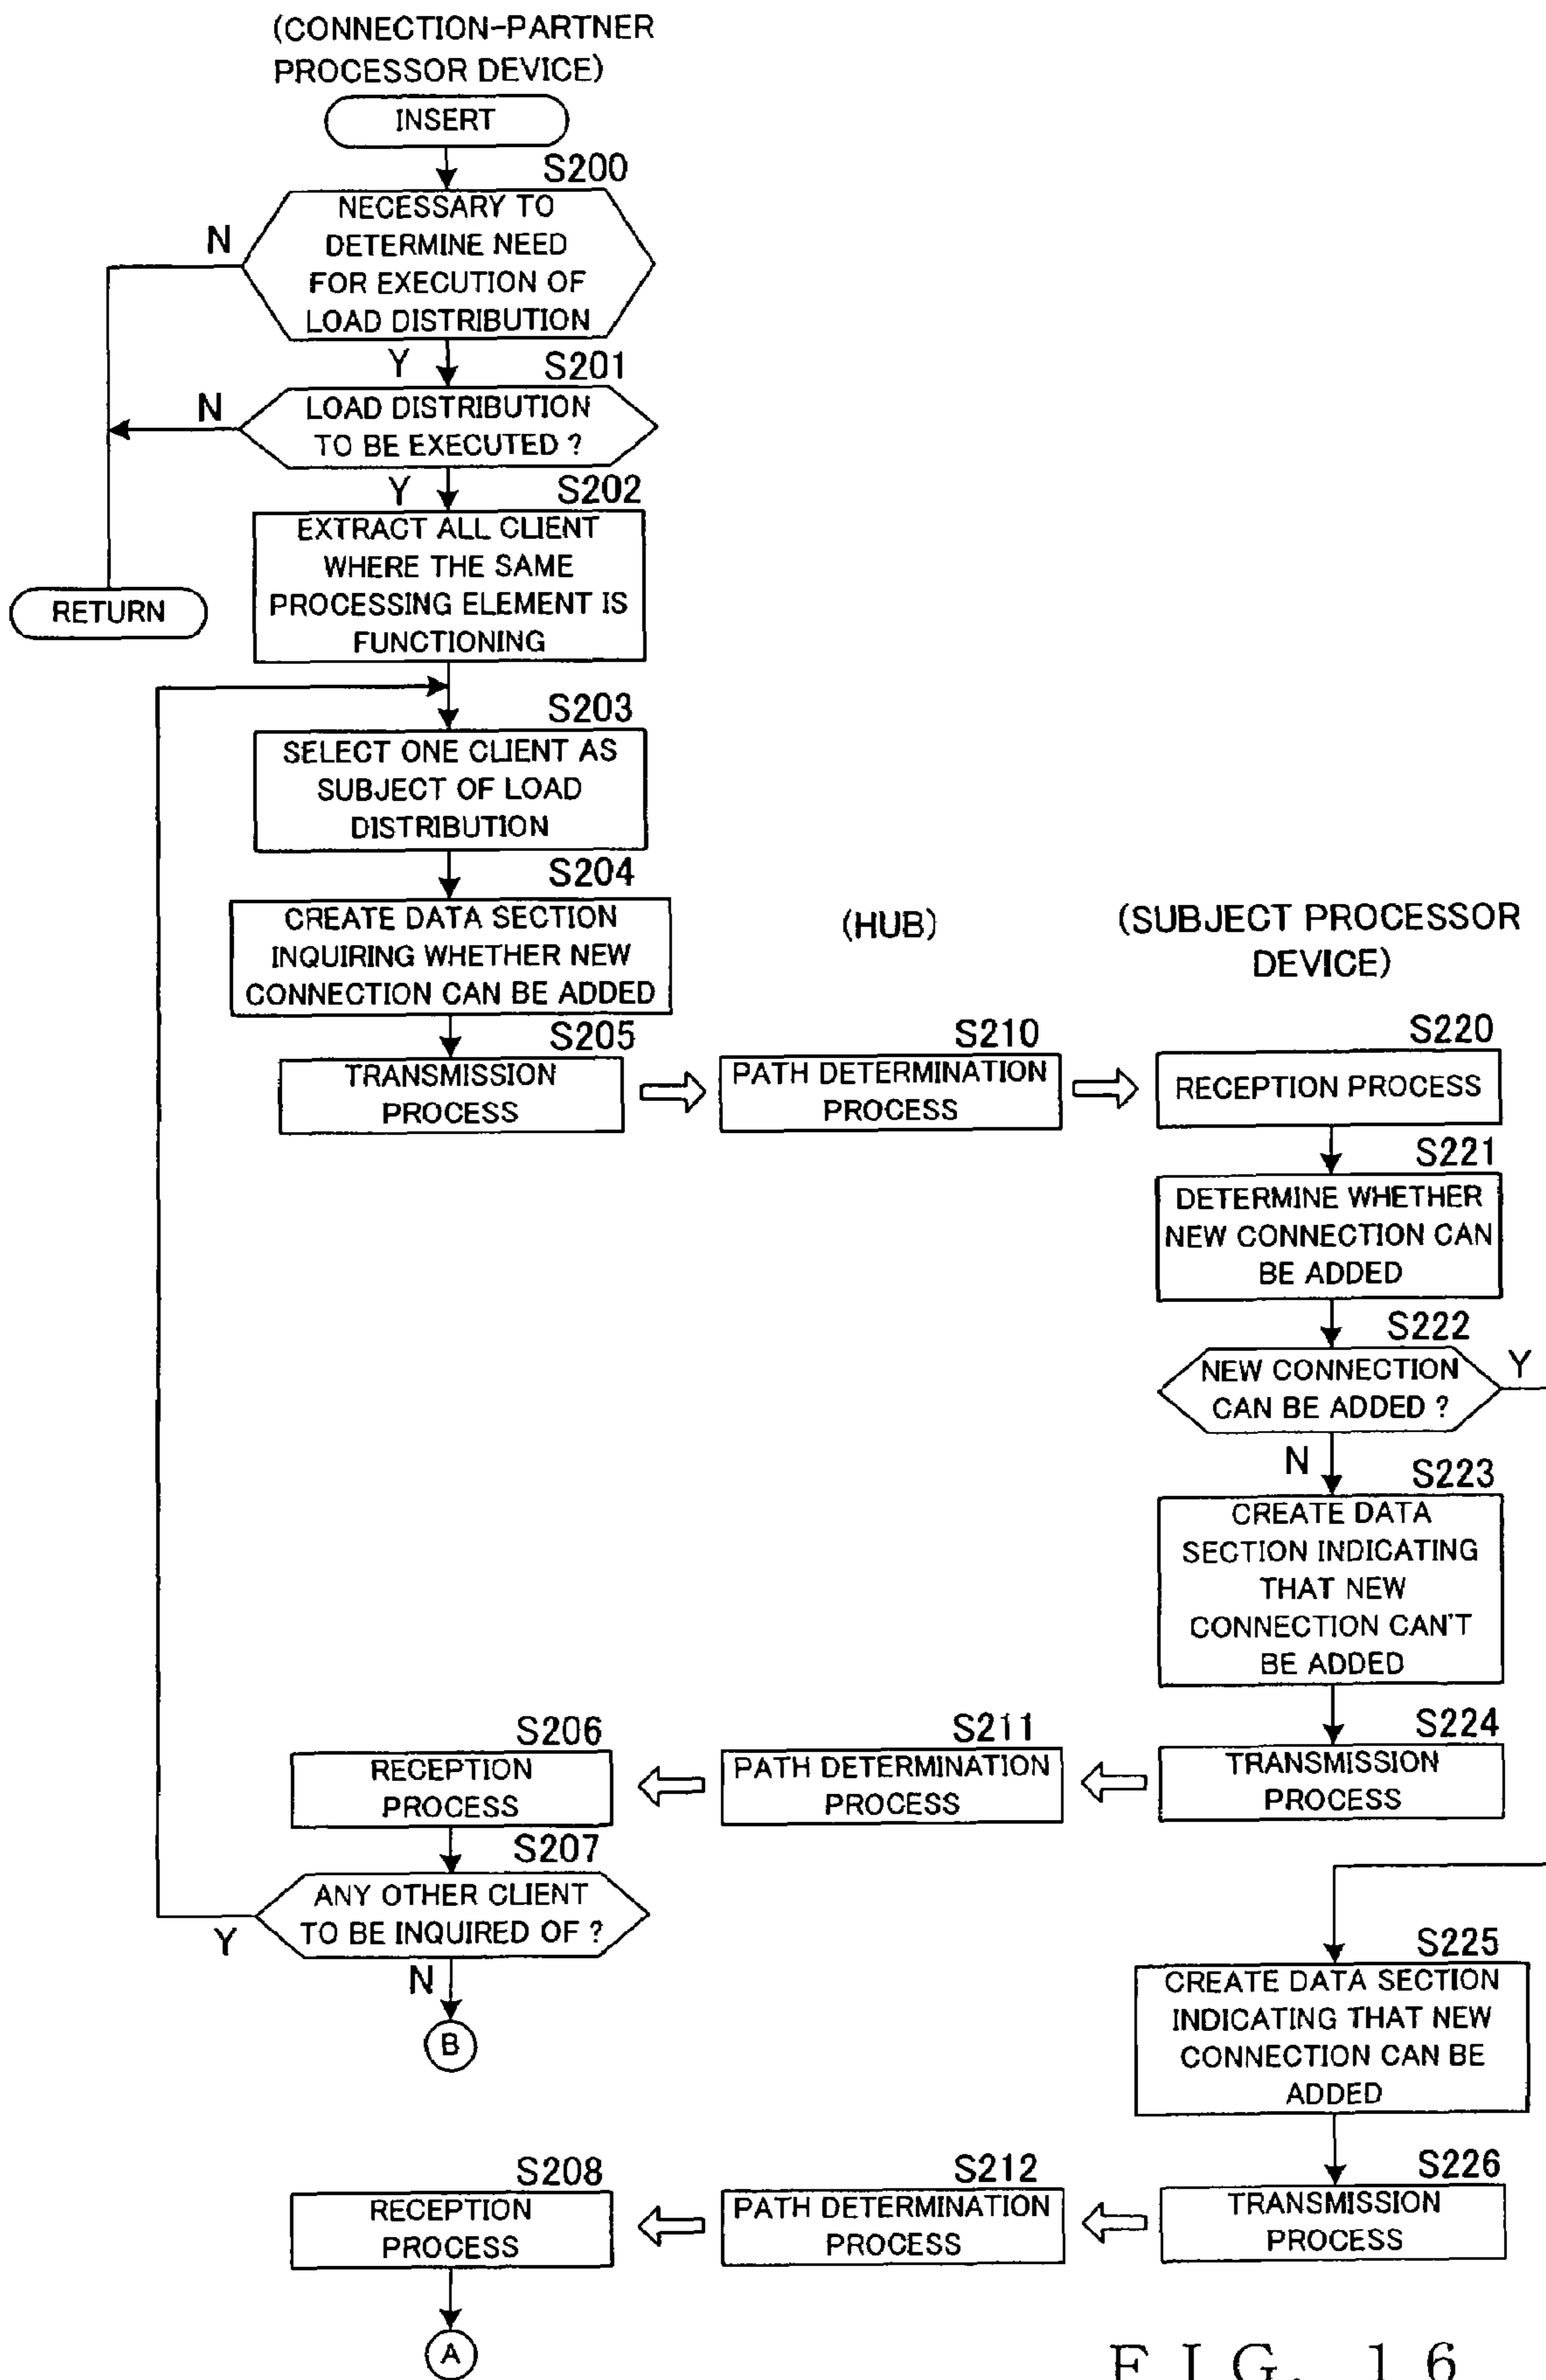 (CONNECTION-PARTNER
PROCESSOR DEVICE)
INSERT
S200
NECESSARY TO
DETERMINE NEED
FOR EXECUTION OF
LOAD DISTRIBUTION
N
Y
S201
LOAD DISTRIBUTION
TO BE EXECUTED ?
N
Y
RETURN
S202
EXTRACT ALL CLIENT
WHERE THE SAME
PROCESSING ELEMENT IS
FUNCTIONING
S203
SELECT ONE CLIENT AS
SUBJECT OF LOAD
DISTRIBUTION
S204
CREATE DATA SECTION
INQUIRING WHETHER NEW
CONNECTION CAN BE ADDED
(HUB)
(SUBJECT PROCESSOR
DEVICE)
S205
TRANSMISSION
PROCESS
S210
PATH DETERMINATION
PROCESS
S220
RECEPTION PROCESS
S221
DETERMINE WHETHER
NEW CONNECTION CAN
BE ADDED
S222
NEW CONNECTION
CAN BE ADDED ?
Y
N
S223
CREATE DATA
SECTION INDICATING
THAT NEW
CONNECTION CAN'T
BE ADDED
S206
RECEPTION
PROCESS
S211
PATH DETERMINATION
PROCESS
S224
TRANSMISSION
PROCESS
S207
ANY OTHER CLIENT
TO BE INQUIRED OF ?
Y
N
B
S225
CREATE DATA SECTION
INDICATING THAT NEW
CONNECTION CAN BE
ADDED
S208
RECEPTION
PROCESS
S212
PATH DETERMINATION
PROCESS
S226
TRANSMISSION
PROCESS
A
FIG. 16